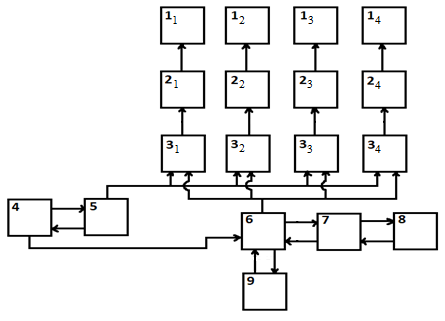 1₁ 1₂ 1₃ 1₄
2₁ 2₂ 2₃ 2₄
3₁ 3₂ 3₃ 3₄
4 5 6 7 8
9